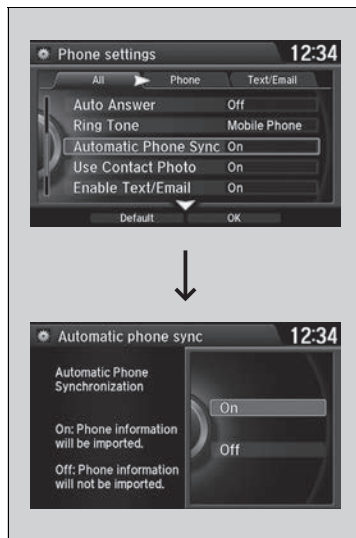 Phone settings 12:34
All Phone Text/Email
Auto Answer Off
Ring Tone Mobile Phone
Automatic Phone Sync On
Use Contact Photo On
Enable Text/Email On
Default OK
Automatic phone sync 12:34
Automatic Phone
Synchronization
On
On: Phone information
will be imported.
Off
Off: Phone information
will not be imported.